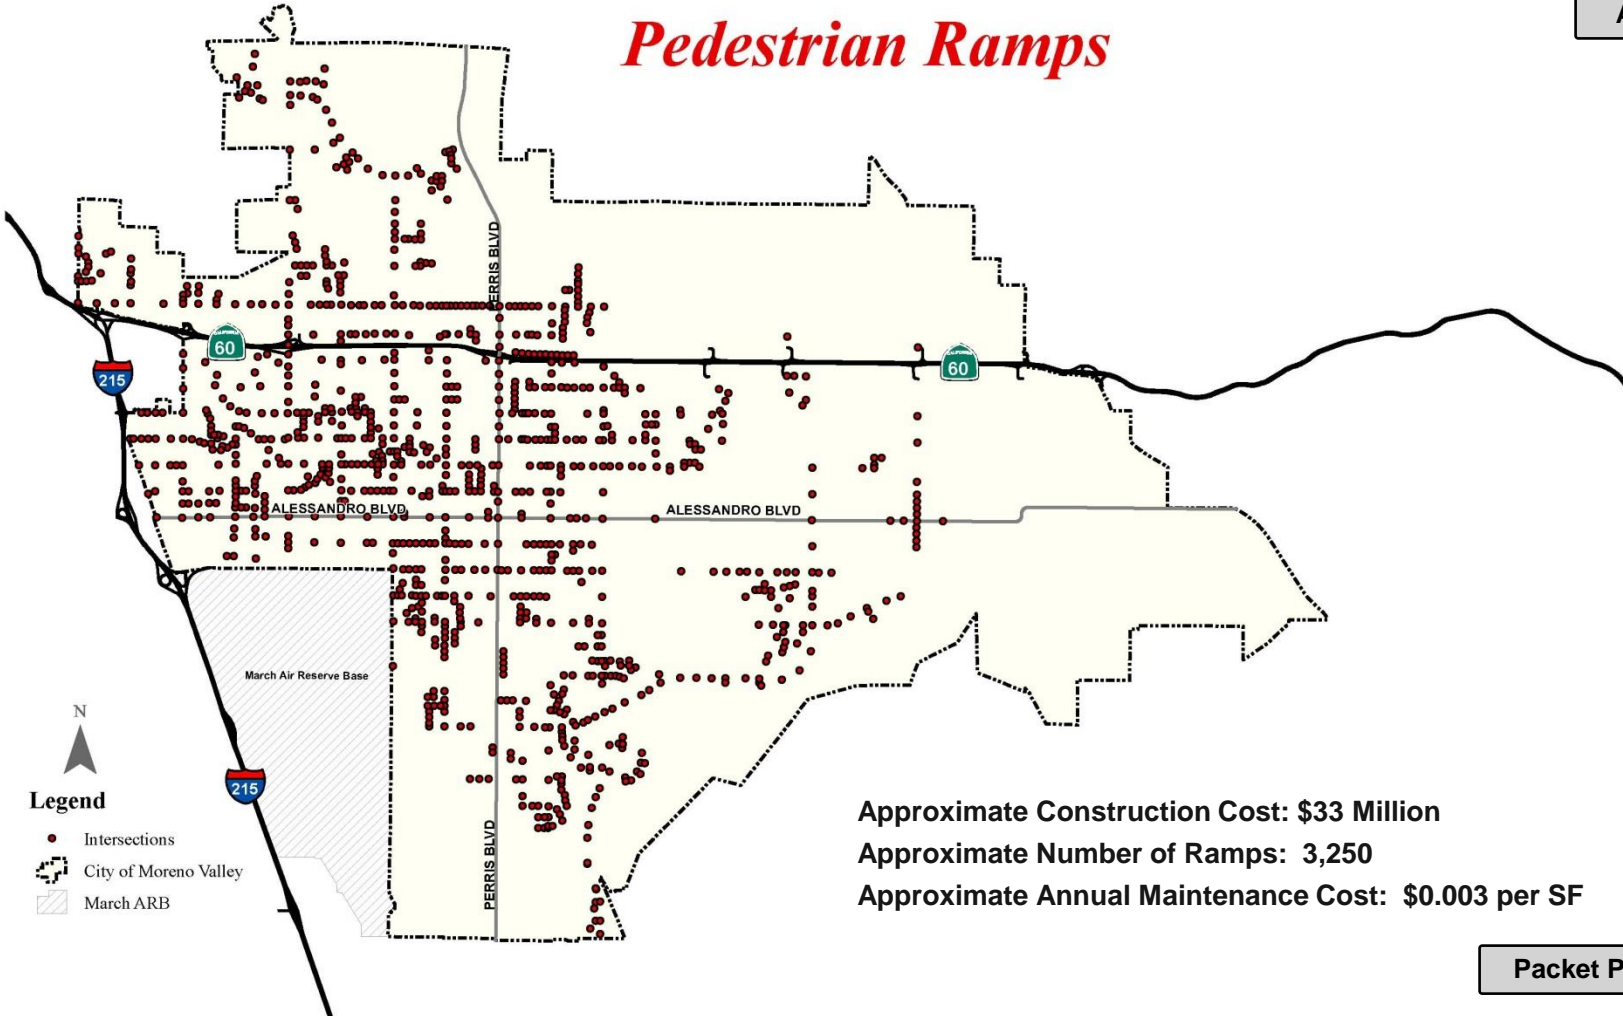 A
Pedestrian Ramps
PERRIS BLVD
CALIFORNIA
60
215
CALIFORNIA
60
ALESSANDRO BLVD
ALESSANDRO BLVD
March Air Reserve Base
N
215
Legend
Intersections
City of Moreno Valley
March ARB
PERRIS BLVD
Approximate Construction Cost: $33 Million
Approximate Number of Ramps: 3,250
Approximate Annual Maintenance Cost: $0.003 per SF
Packet P